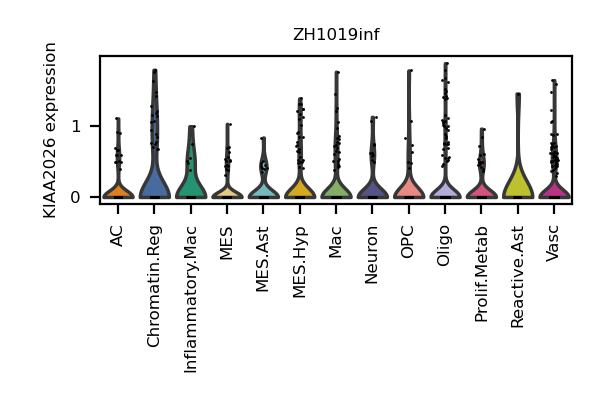 ZH1019inf
KIAA2026 expression
1
0
AC
Chromatin.Reg
Inflammatory.Mac
MES
MES.Ast
MES.Hyp
Mac
Neuron
OPC
Oligo
Prolif.Metab
Reactive.Ast
Vasc